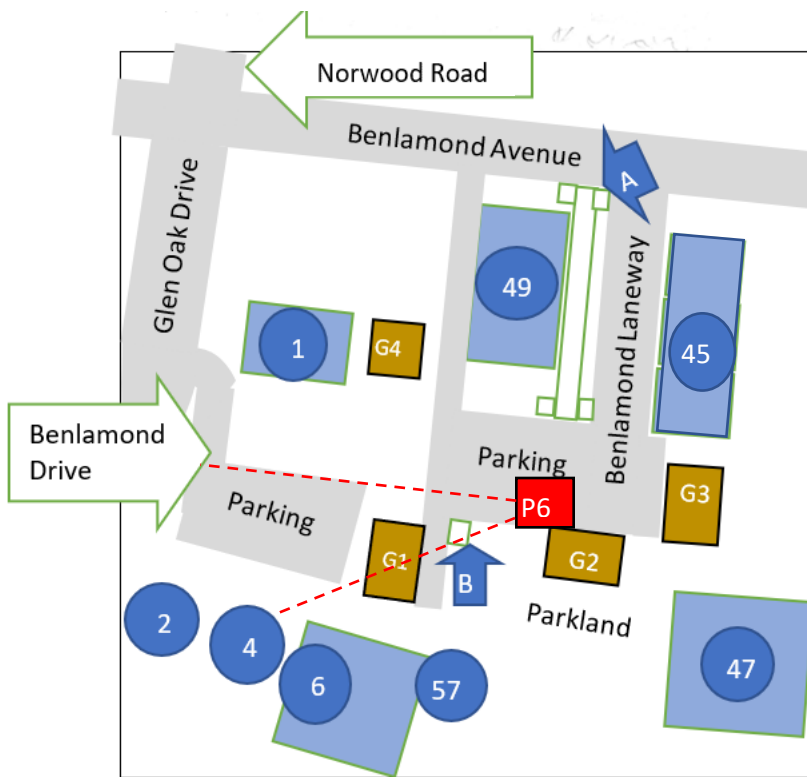 Norwood Road
Benlamond Avenue
A
Glen Oak Drive
49
Benlamond Laneway
1
G4
45
Benlamond
Drive
Parking
Parking
P6
G3
G1
G2
B
2
4
Parkland
6
57
47